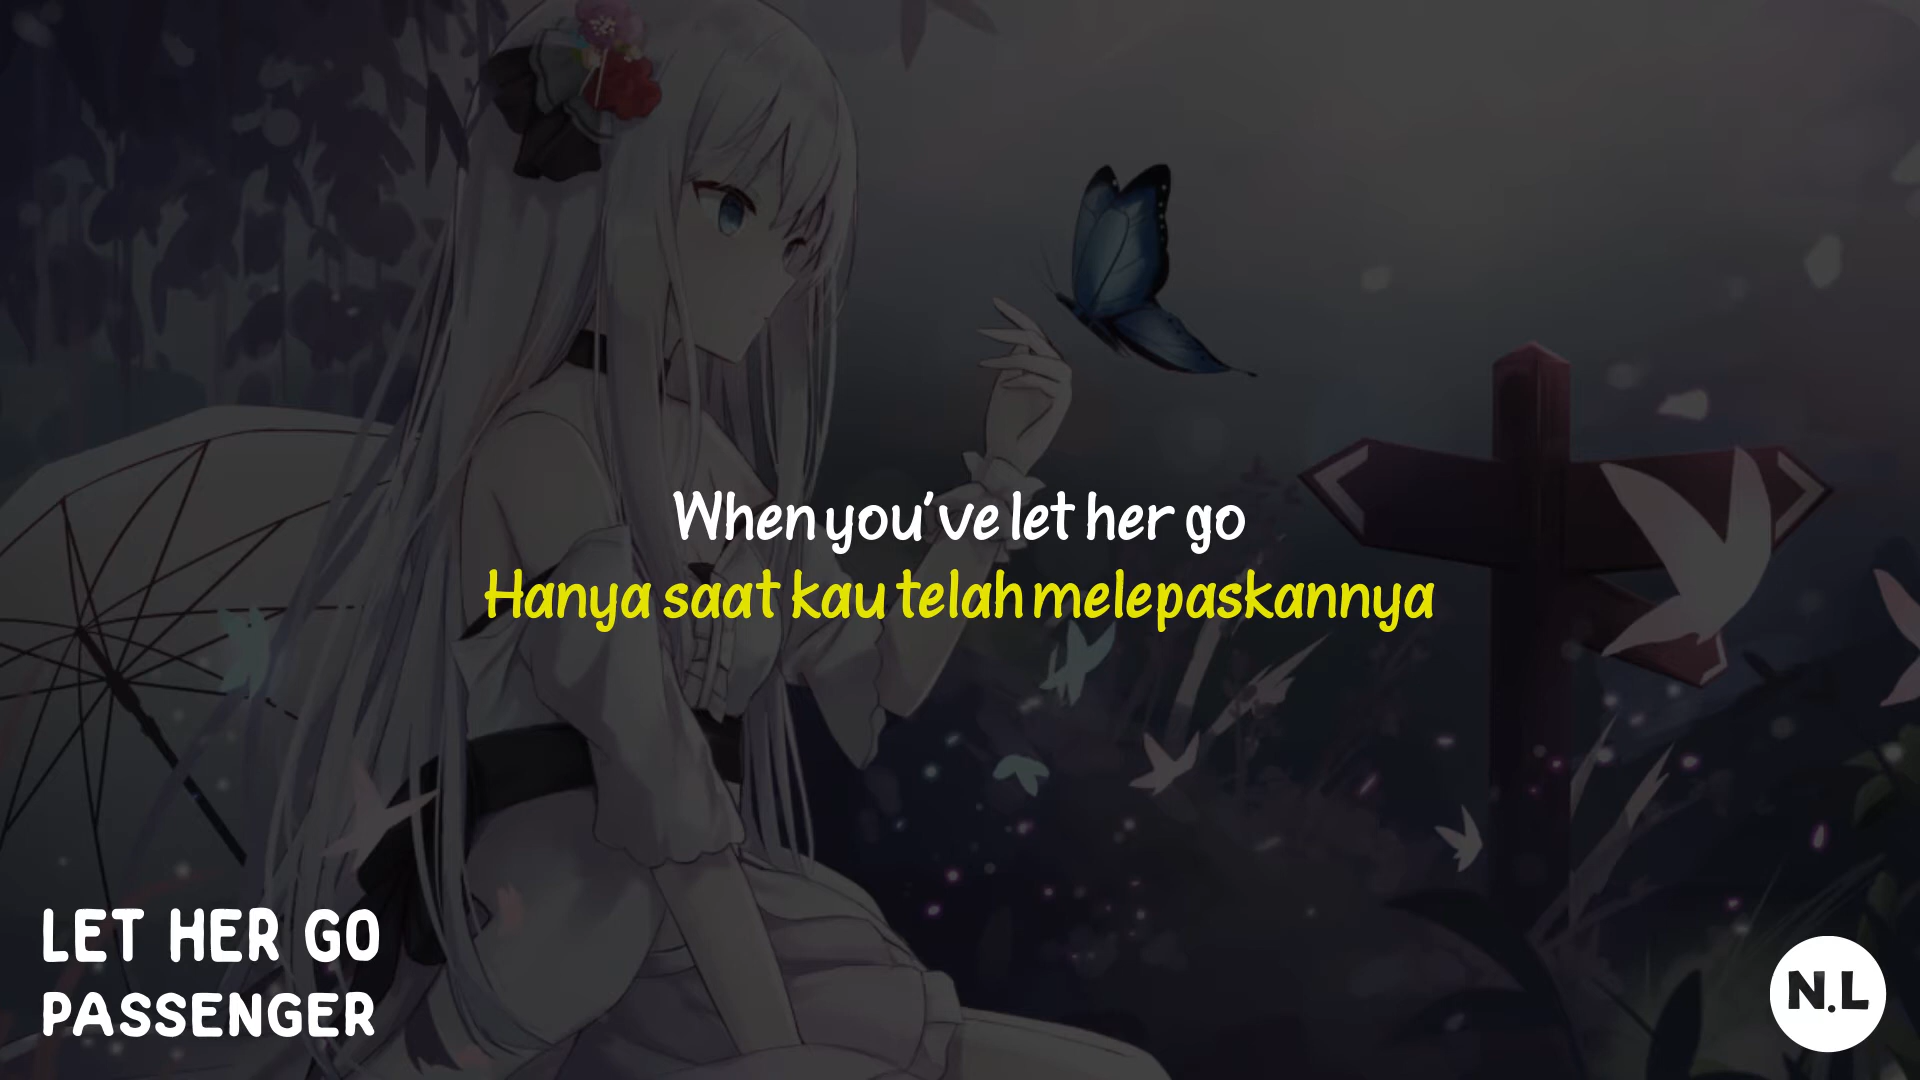 When you've let her go
Hanya saat kau telah melepaskannya
LET HER GO
PASSENGER
N.L